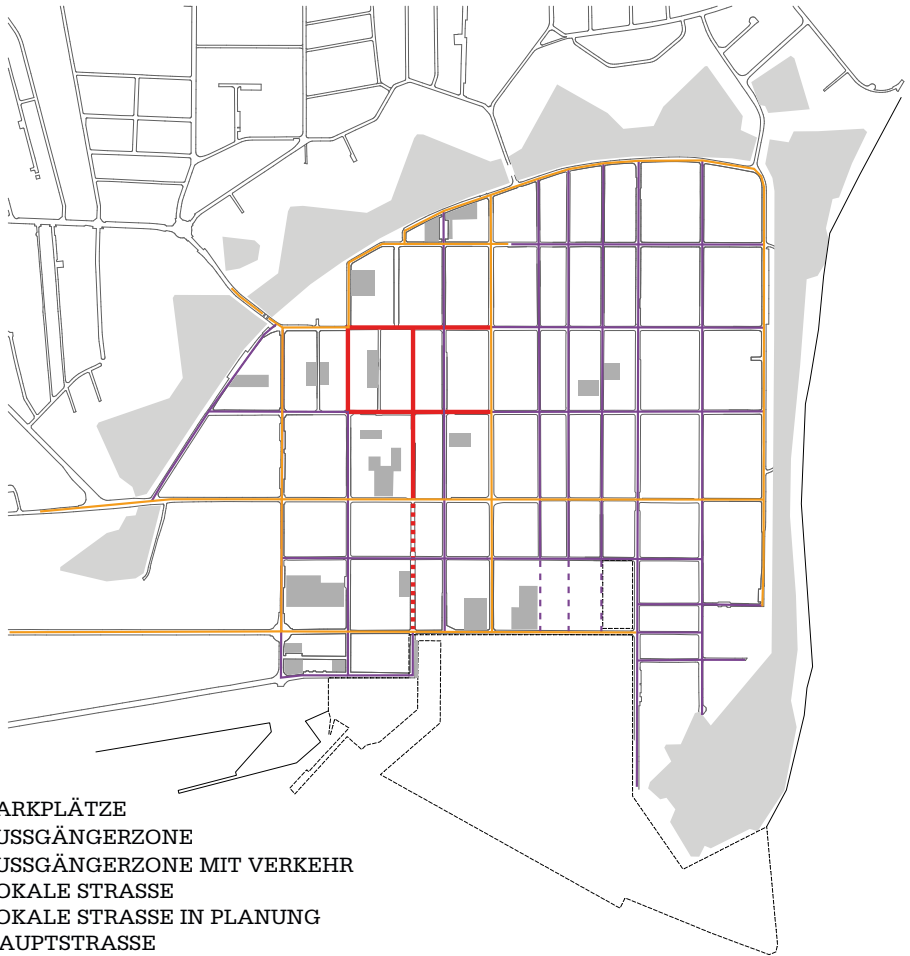 ARKPLÄTZE
USSGÄNGERZONE
USSGÄNGERZONE MIT VERKEHR
OKALE STRASSE
OKALE STRASSE IN PLANUNG
AUPTSTRASSE